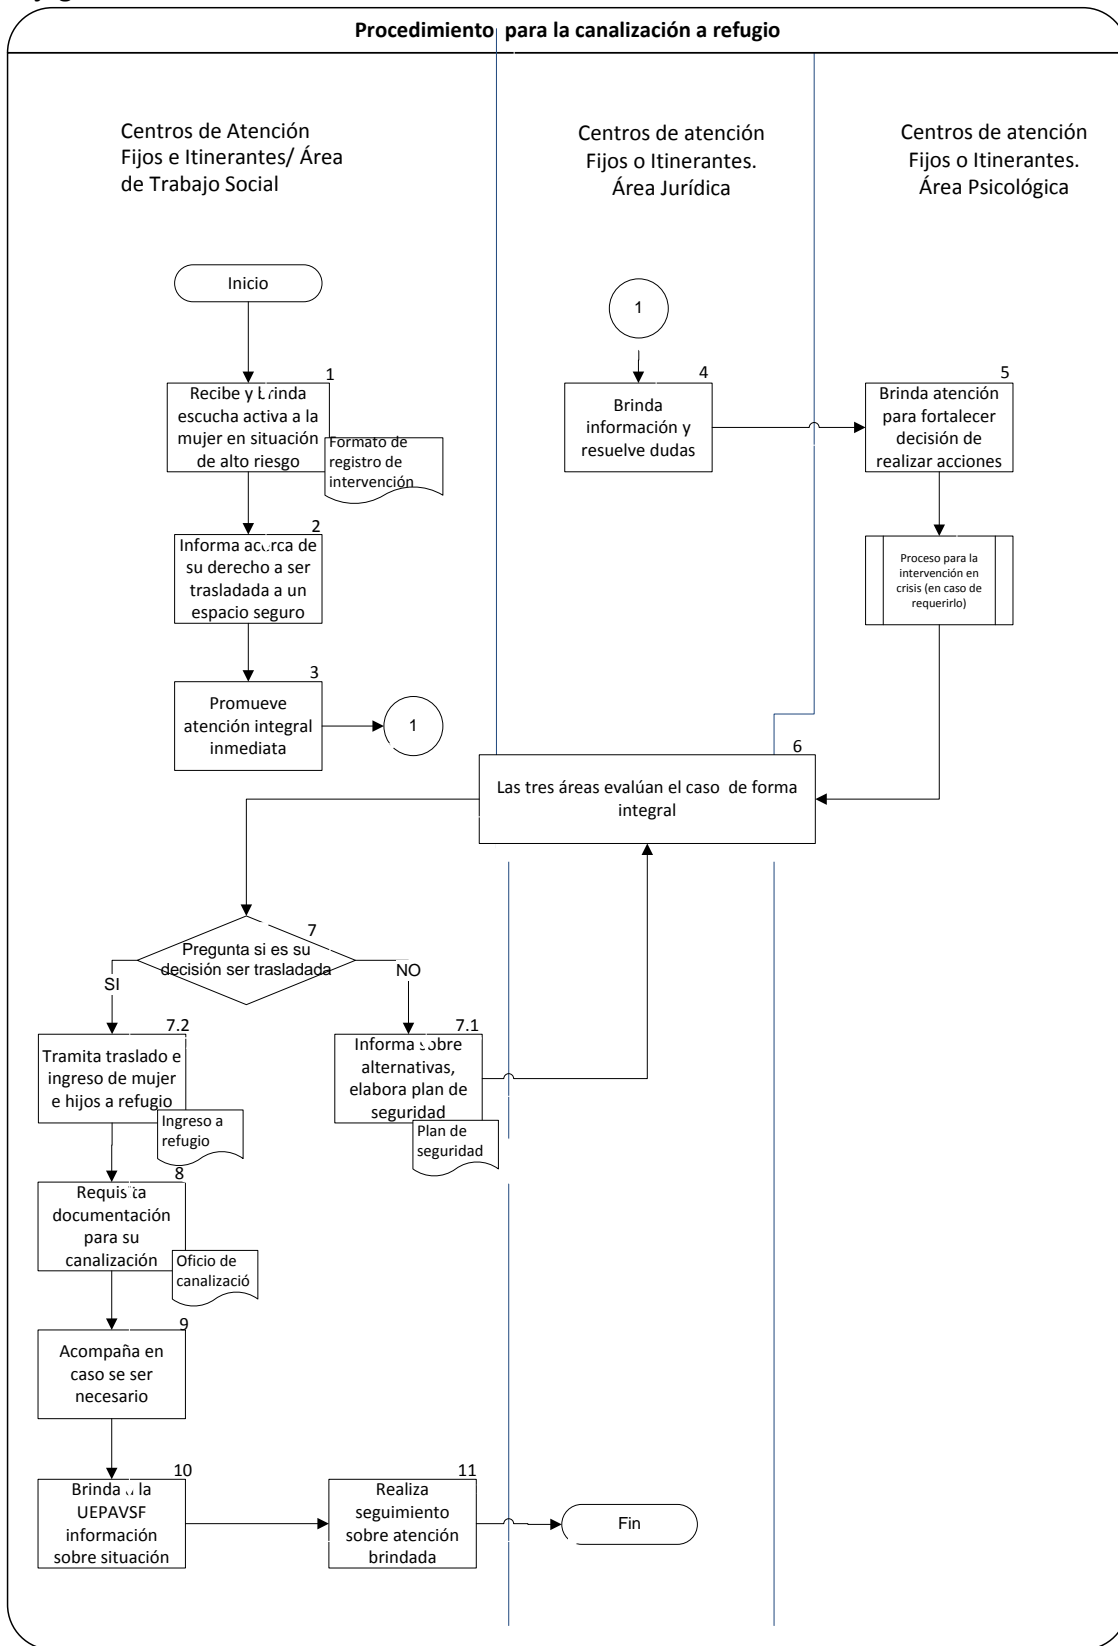 Procedimiento para la canalización a refugio
Centros de Atención
Fijos e Itinerantes/ Área
de Trabajo Social
Centros de atención
Fijos o Itinerantes.
Área Jurídica
Centros de atención
Fijos o Itinerantes.
Área Psicológica
Inicio
1
1
Recibe y brinda
escucha activa a la
mujer en situación
de alto riesgo
Formato de
registro de
intervención
4
Brinda
información y
resuelve dudas
5
Brinda atención
para fortalecer
decisión de
realizar acciones
2
Informa acerca de
su derecho a ser
trasladada a un
espacio seguro
Proceso para la
intervención en
crisis (en caso de
requerirlo)
3
Promueve
atención integral
inmediata
1
6
Las tres áreas evalúan el caso de forma
integral
7
Pregunta si es su
decisión ser trasladada
SI
NO
7.2
Tramita traslado e
ingreso de mujer
e hijos a refugio
Ingreso a
refugio
7.1
Informa sobre
alternativas,
elabora plan de
seguridad
Plan de
seguridad
8
Requisita
documentación
para su
canalización
Oficio de
canalizació
9
Acompaña en
caso se ser
necesario
10
Brinda a la
UEPAVSF
información
sobre situación
11
Realiza
seguimiento
sobre atención
brindada
Fin